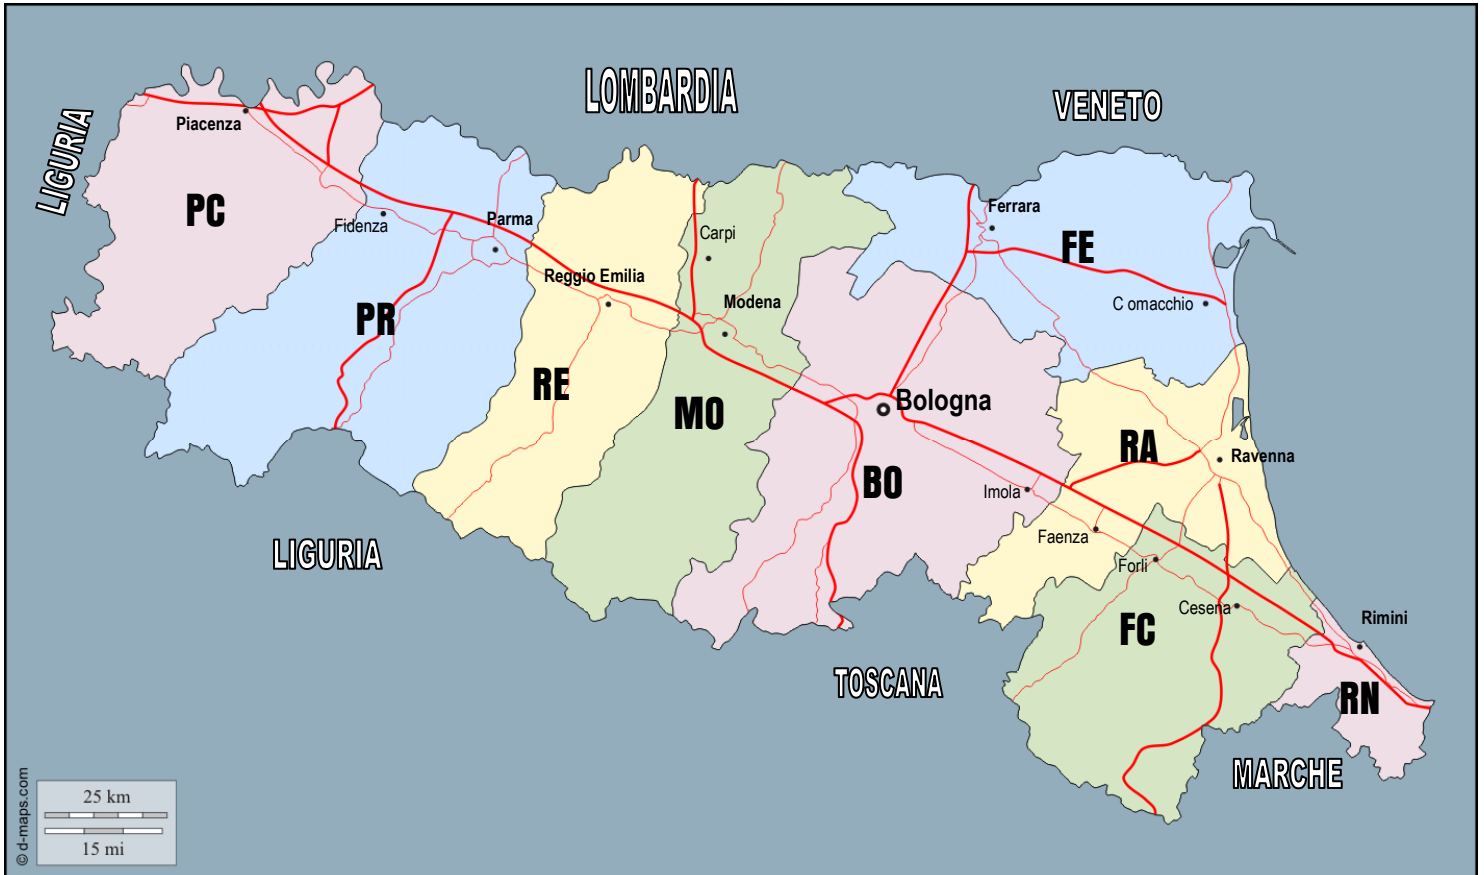 LOMBARDIA
VENETO
LIGURIA
Piacenza
PC
Fidenza
Parma
Ferrara
FE
Carpi
Reggio Emilia
Modena
C omacchio
PR
RE
MO
Bologna
RA
Ravenna
BO
Imola
Faenza
LIGURIA
Forli
Cesena
FC
Rimini
TOSCANA
RN
MARCHE
25 km
15 mi
© d-maps.com